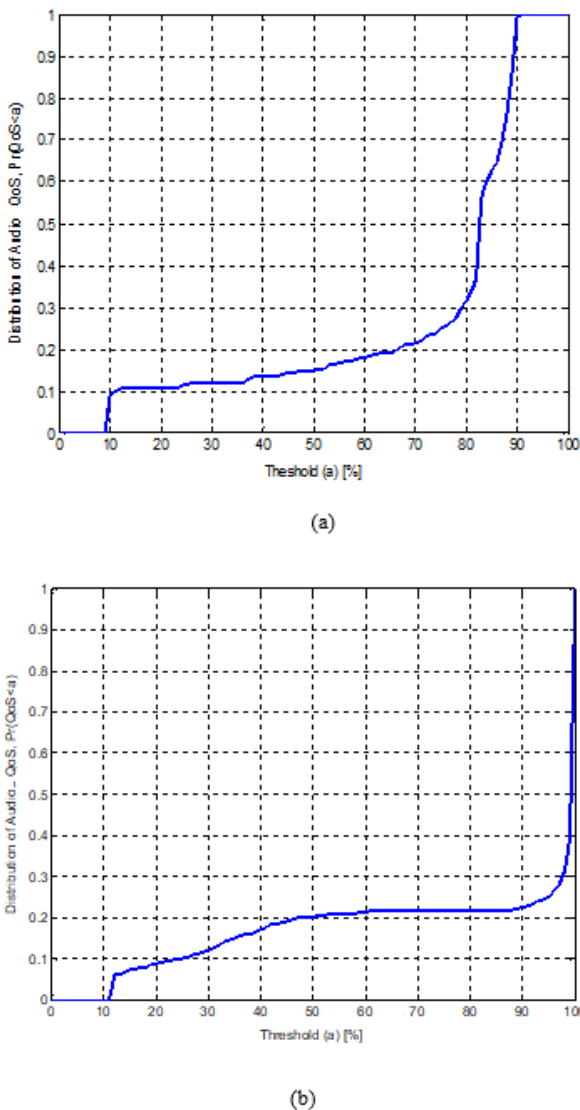 1
0.9
0.8
0.7
0.6
0.5
0.4
0.3
0.2
0.1
0
Distribution of Audio QoS, Pr(QoS<a)
0 10 20 30 40 50 60 70 80 90 100
Theshold (a) [%]
(a)
1
0.9
0.8
0.7
0.6
0.5
0.4
0.3
0.2
0.1
0
Distribution of Audio_ QoS, Pr(QoS<a)
0 10 20 30 40 50 60 70 80 90 100
Threshold (a) [%]
(b)